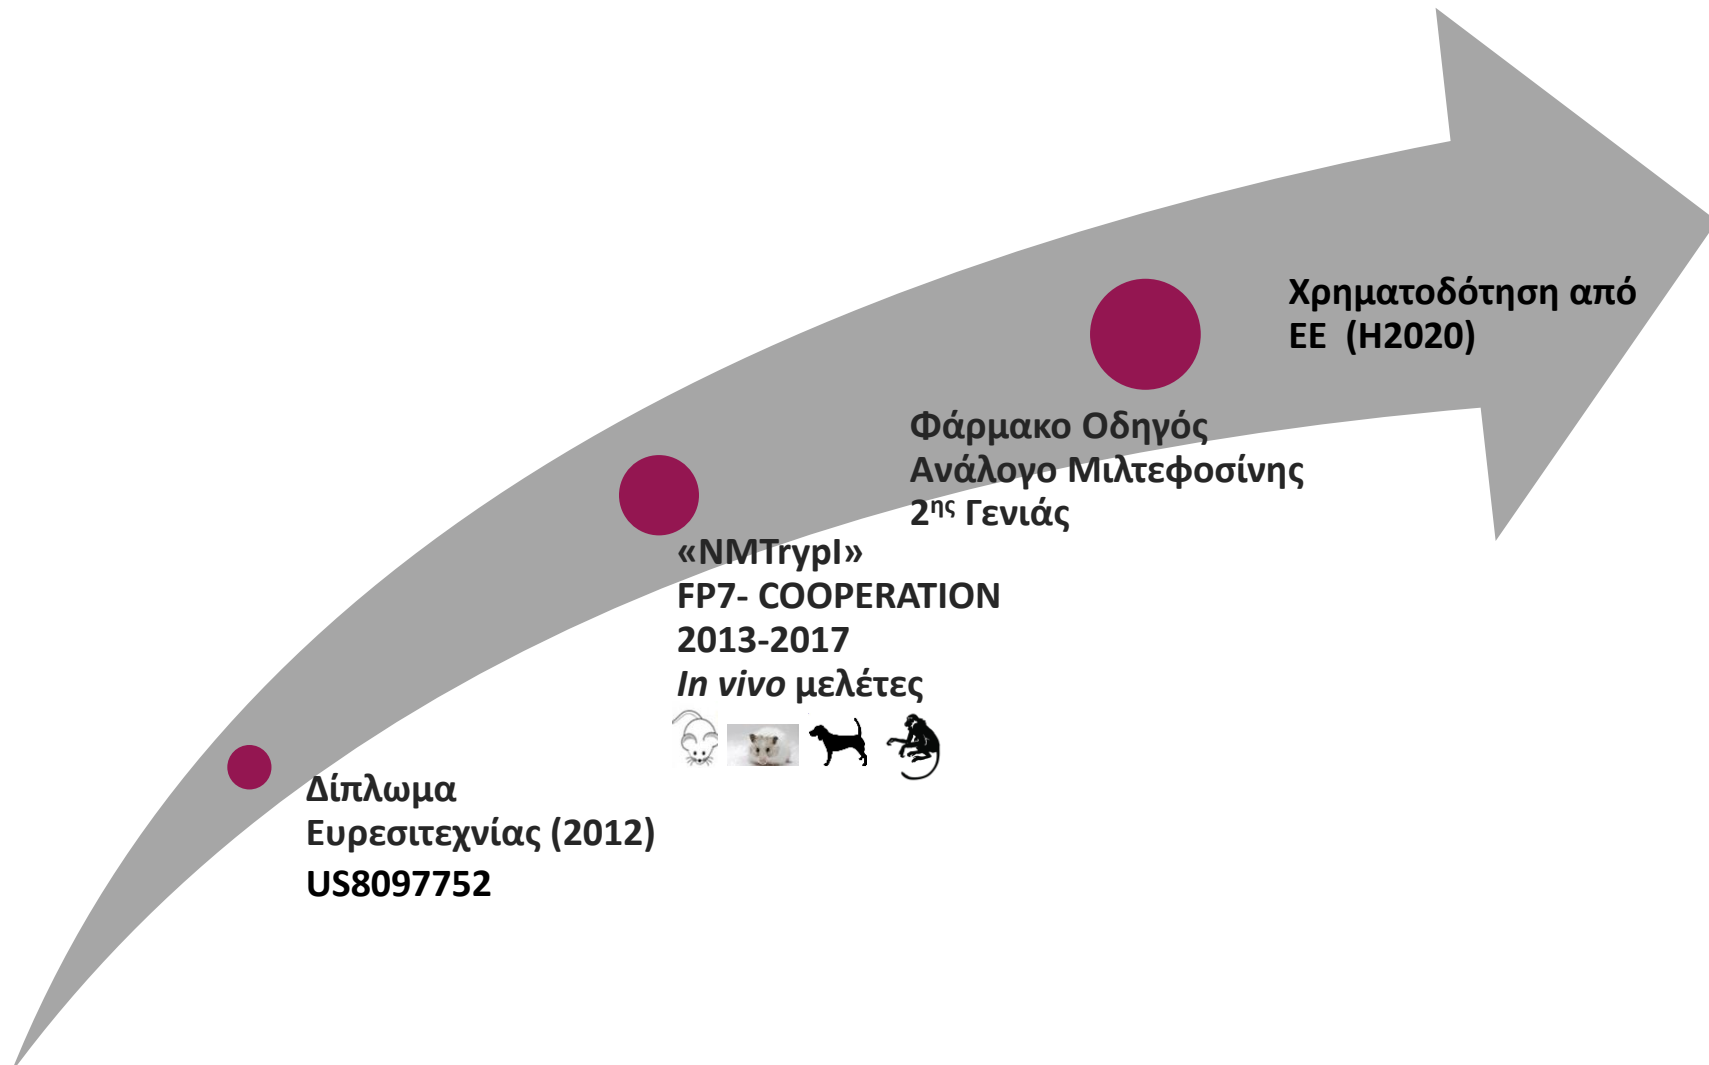 Δίπλωμα
Ευρεσιτεχνίας (2012)
US8097752
«NMTrypI»
FP7- COOPERATION
2013-2017
In vivo μελέτες
Φάρμακο Οδηγός
Ανάλογο Μιλτεφοσίνης
2ης Γενιάς
Χρηματοδότηση από
ΕΕ (H2020)